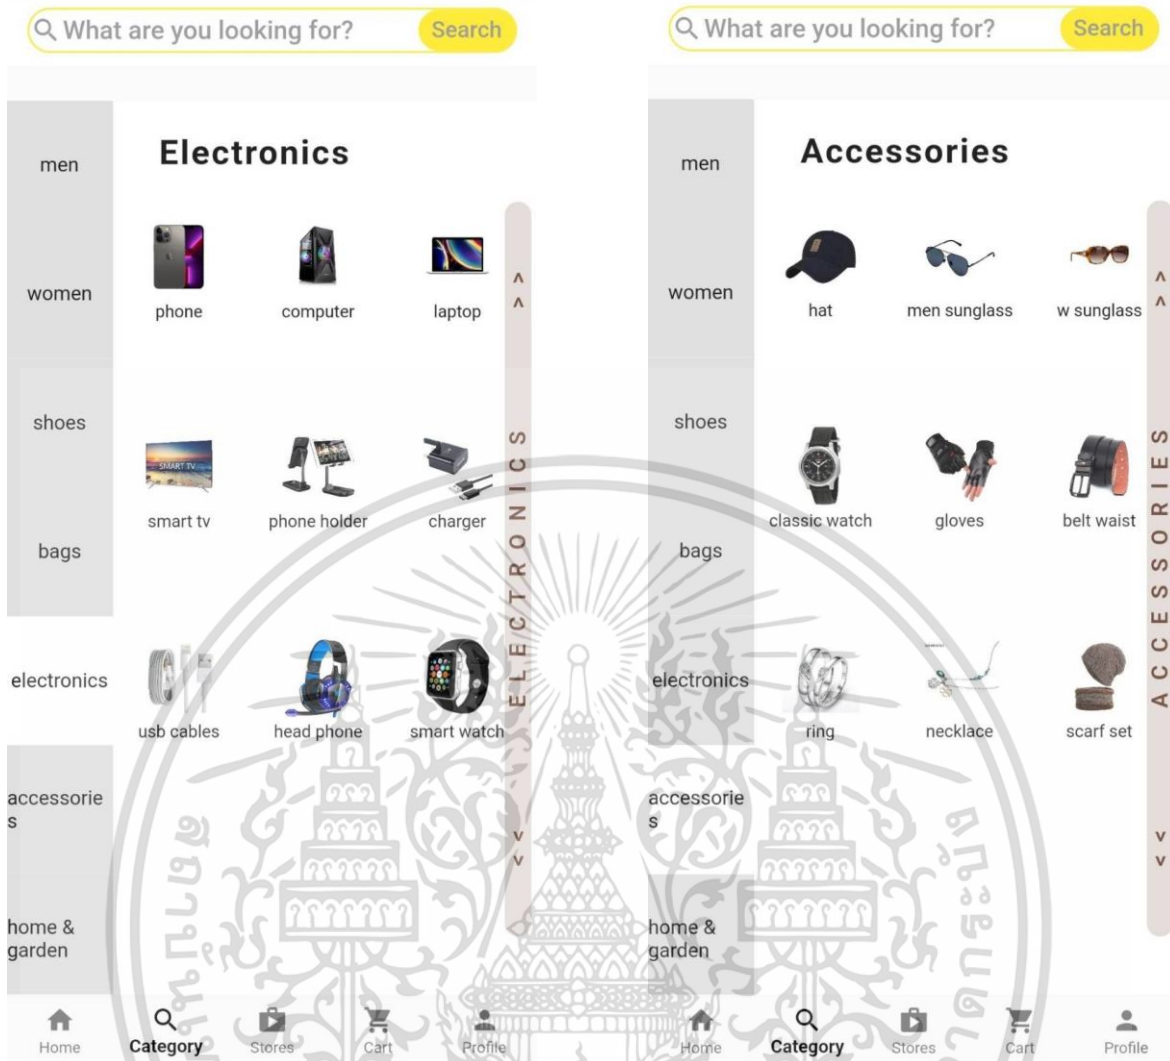 What are you looking for? Search
men
women
shoes
bags
electronics
accessorie
s
home &
garden
Electronics
phone computer laptop
smart tv phone holder charger
SMART TV
usb cables head phone smart watch
< < ELECTRONICS > >
Home Category Stores Cart Profile
What are you looking for? Search
men
women
shoes
bags
electronics
accessorie
s
home &
garden
Accessories
hat men sunglass w sunglass
classic watch gloves belt waist
ring necklace scarf set
< < ACCESSORIES > >
Home Category Stores Cart Profile